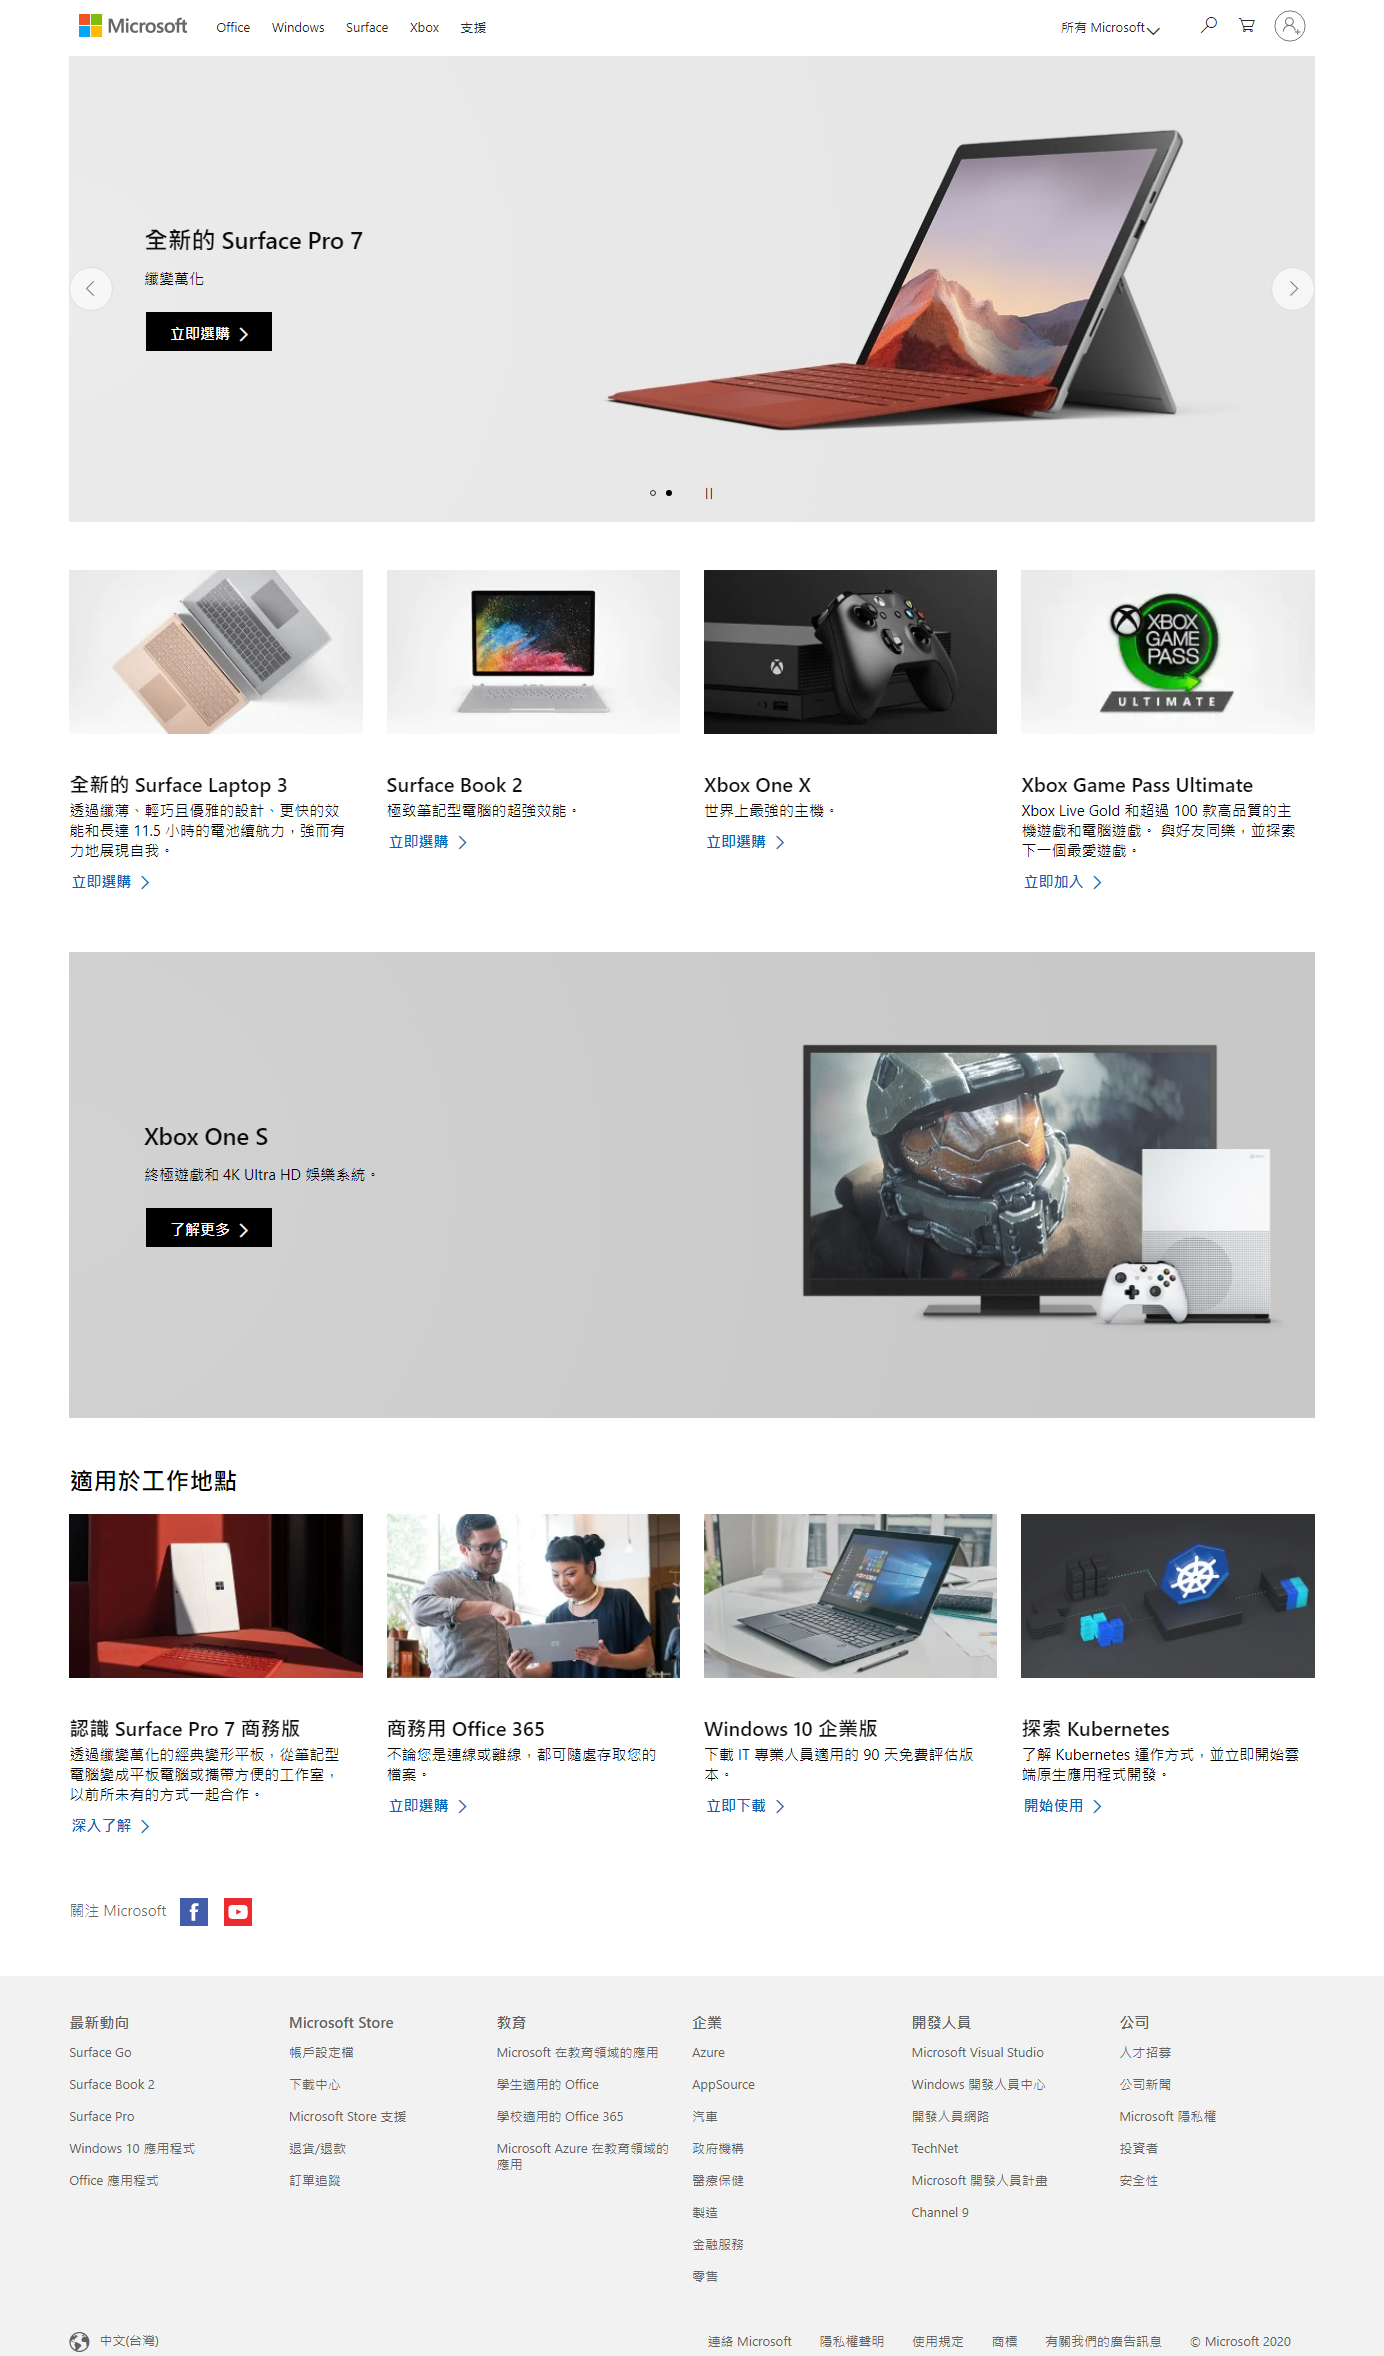 Microsoft
Office
Windows
Surface
Xbox
支援
所有 Microsoft
全新的 Surface Pro 7
纖變萬化
立即選購
XBOX
GAME
PASS
ULTIMATE
全新的 Surface Laptop 3
透過纖薄、輕巧且優雅的設計、更快的效
能和長達 11.5 小時的電池續航力，強而有
力地展現自我。
立即選購
Surface Book 2
極致筆記型電腦的超強效能。
立即選購
Xbox One X
世界上最強的主機。
立即選購
Xbox Game Pass Ultimate
Xbox Live Gold 和超過 100 款高品質的主
機遊戲和電腦遊戲。 與好友同樂，並探索
下一個最愛遊戲。
立即加入
Xbox One S
終極遊戲和 4K Ultra HD 娛樂系統。
了解更多
適用於工作地點
認識 Surface Pro 7 商務版
透過纖變萬化的經典變形平板，從筆記型
電腦變成平板電腦或攜帶方便的工作室，
以前所未有的方式一起合作。
深入了解
商務用 Office 365
不論您是連線或離線，都可隨處存取您的
檔案。
立即選購
Windows 10 企業版
下載 IT 專業人員適用的 90 天免費評估版
本。
立即下載
探索 Kubernetes
了解 Kubernetes 運作方式，並立即開始雲
端原生應用程式開發。
開始使用
關注 Microsoft
最新動向
Surface Go
Surface Book 2
Surface Pro
Windows 10 應用程式
Office 應用程式
Microsoft Store
帳戶設定檔
下載中心
Microsoft Store 支援
退貨/退款
訂單追蹤
教育
Microsoft 在教育領域的應用
學生適用的 Office
學校適用的 Office 365
Microsoft Azure 在教育領域的
應用
企業
Azure
AppSource
汽車
政府機構
醫療保健
製造
金融服務
零售
開發人員
Microsoft Visual Studio
Windows 開發人員中心
開發人員網路
TechNet
Microsoft 開發人員計畫
Channel 9
公司
人才招募
公司新聞
Microsoft 隱私權
投資者
安全性
中文(台灣)
連絡 Microsoft
隱私權聲明
使用規定
商標
有關我們的廣告訊息
© Microsoft 2020